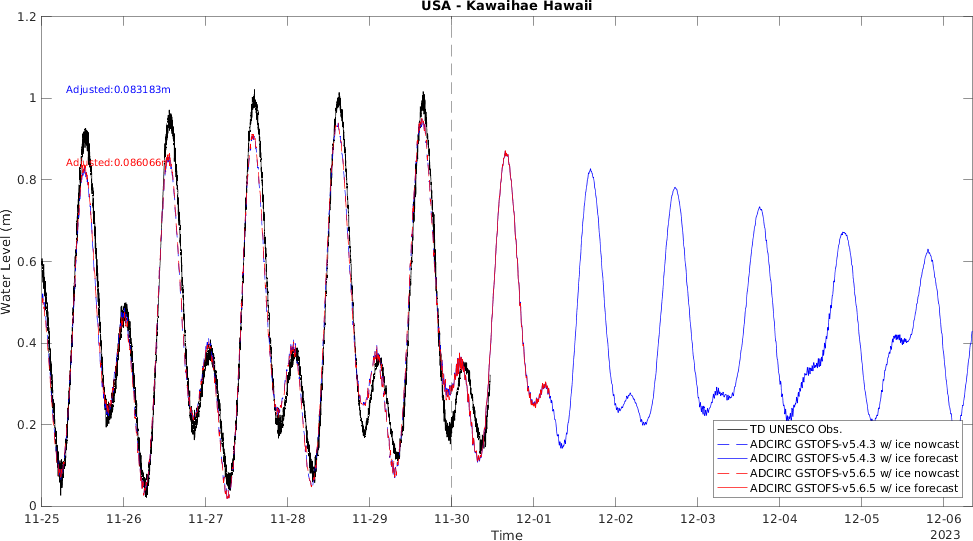 USA - Kawaihae Hawaii
1.2
1
0.8
0.6
0.4
0.2
0
Water Level (m)
Adjusted:0.083183m
Adjusted:0.086066m
TD UNESCO Obs.
ADCIRC GSTOFS-v5.4.3 w/ ice nowcast
ADCIRC GSTOFS-v5.4.3 w/ ice forecast
ADCIRC GSTOFS-v5.6.5 w/ ice nowcast
ADCIRC GSTOFS-v5.6.5 w/ ice forecast
11-25 11-26 11-27 11-28 11-29 11-30 12-01 12-02 12-03 12-04 12-05 12-06
2023
Time